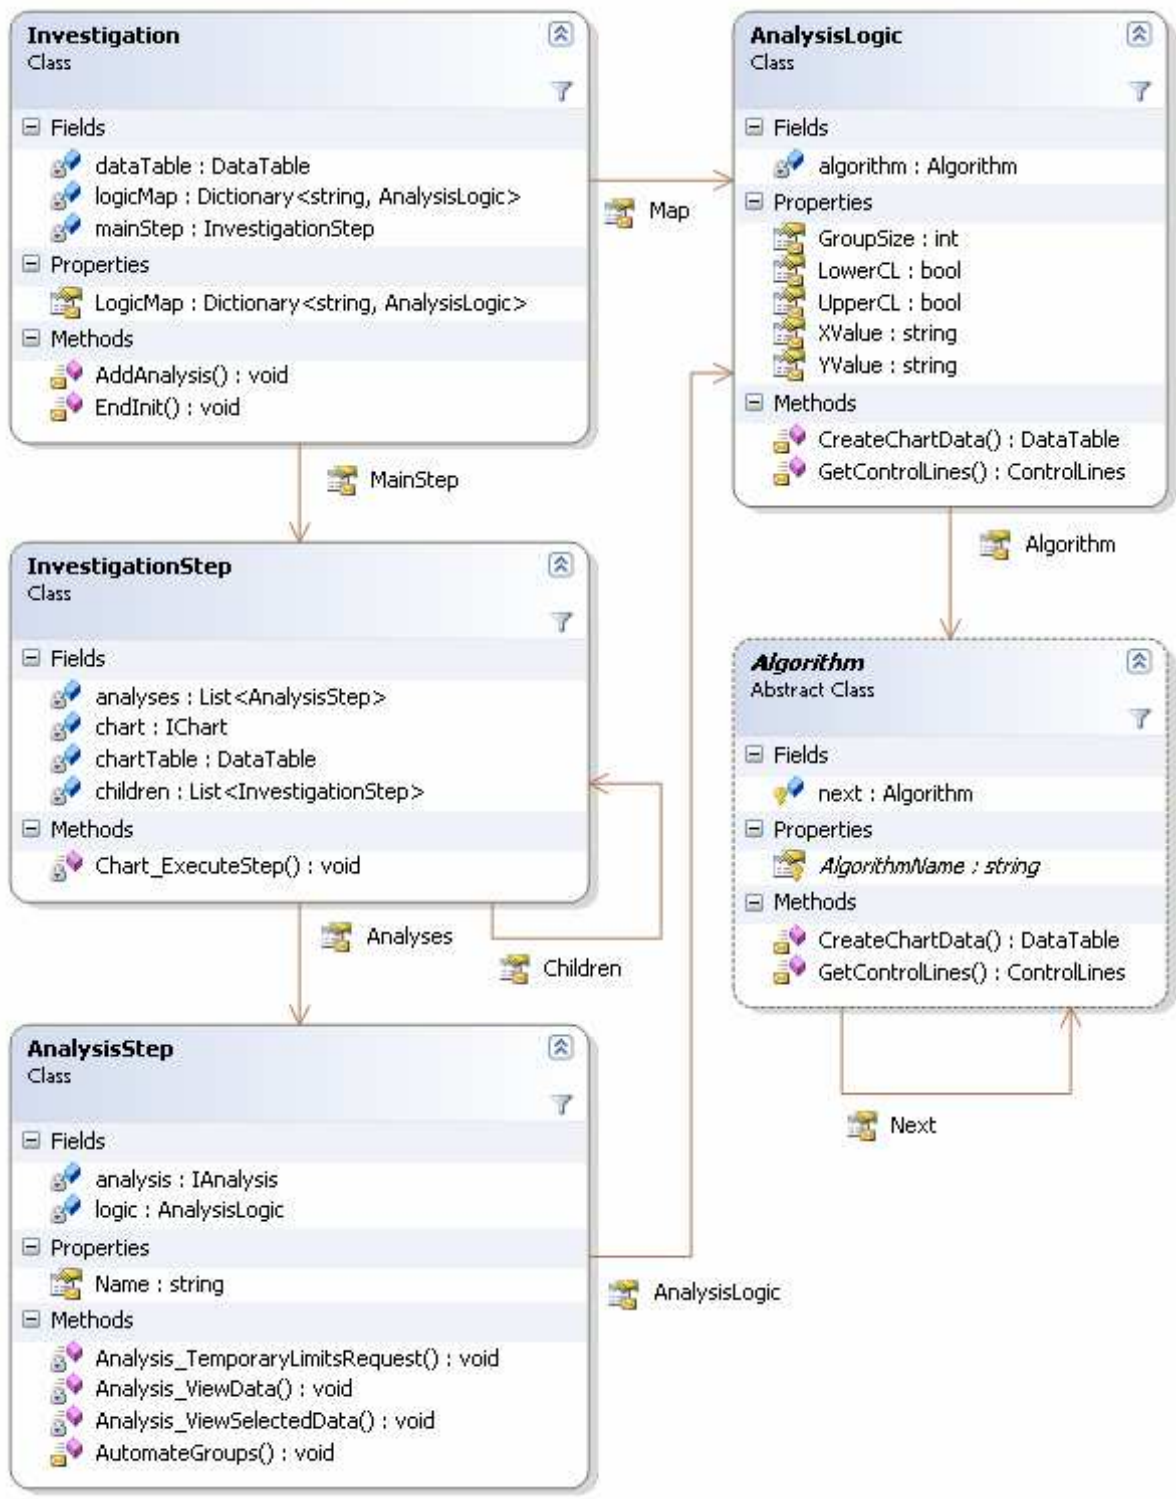 Investigation
Class
Fields
dataTable : DataTable
logicMap : Dictionary<string, AnalysisLogic>
mainStep : InvestigationStep
Properties
LogicMap : Dictionary<string, AnalysisLogic>
Methods
AddAnalysis() : void
EndInit() : void
Map
MainStep
AnalysisLogic
Class
Fields
algorithm : Algorithm
Properties
GroupSize : int
LowerCL : bool
UpperCL : bool
XValue : string
YValue : string
Methods
CreateChartData() : DataTable
GetControlLines() : ControlLines
Algorithm
InvestigationStep
Class
Fields
analyses : List<AnalysisStep>
chart : IChart
chartTable : DataTable
children : List<InvestigationStep>
Methods
Chart_ExecuteStep() : void
Analyses
Children
Algorithm
Abstract Class
Fields
next : Algorithm
Properties
AlgorithmName : string
Methods
CreateChartData() : DataTable
GetControlLines() : ControlLines
Next
AnalysisStep
Class
Fields
analysis : IAnalysis
logic : AnalysisLogic
Properties
Name : string
Methods
Analysis_TemporaryLimitsRequest() : void
Analysis_ViewData() : void
Analysis_ViewSelectedData() : void
AutomateGroups() : void
AnalysisLogic